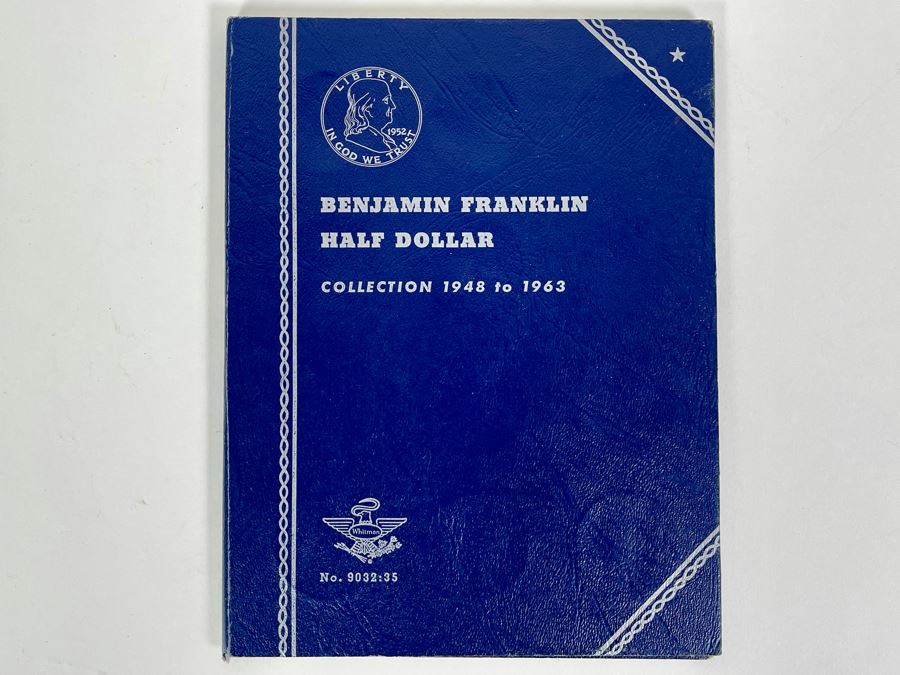 LIBERTY
1952
IN GOD WE TRUST
BENJAMIN FRANKLIN
HALF DOLLAR
COLLECTION 1948 to 1963
Whitman
No. 9032:35